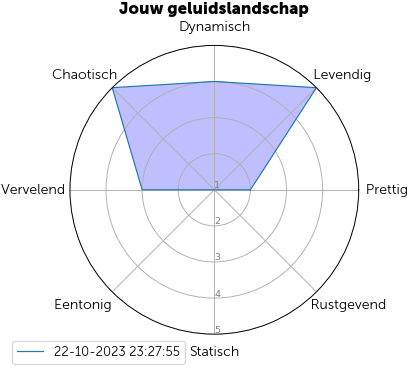 Jouw geluidslandschap
Dynamisch
Chaotisch
Levendig
Vervelend
1
Prettig
2
3
4
Eentonig
Rustgevend
5
22-10-2023 23:27:55
Statisch